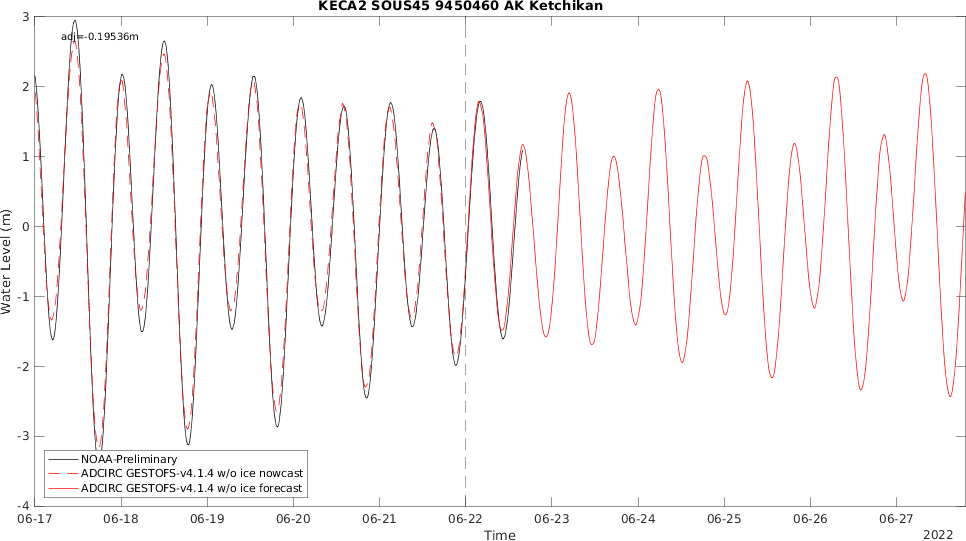 KECA2 SOUS45 9450460 AK Ketchikan
adj=-0.19536m
3
2
1
0
-1
-2
-3
-4
Water Level (m)
NOAA-Preliminary
ADCIRC GESTOFS-v4.1.4 w/o ice nowcast
ADCIRC GESTOFS-v4.1.4 w/o ice forecast
06-17 06-18 06-19 06-20 06-21 06-22 06-23 06-24 06-25 06-26 06-27
Time
2022